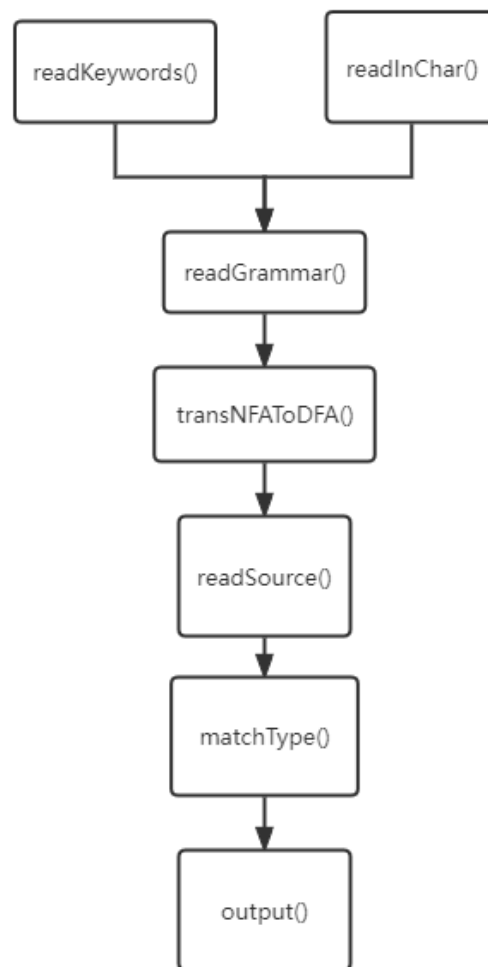 readKeywords()
readInChar()
readGrammar()
transNFAToDFA()
readSource()
matchType()
output()